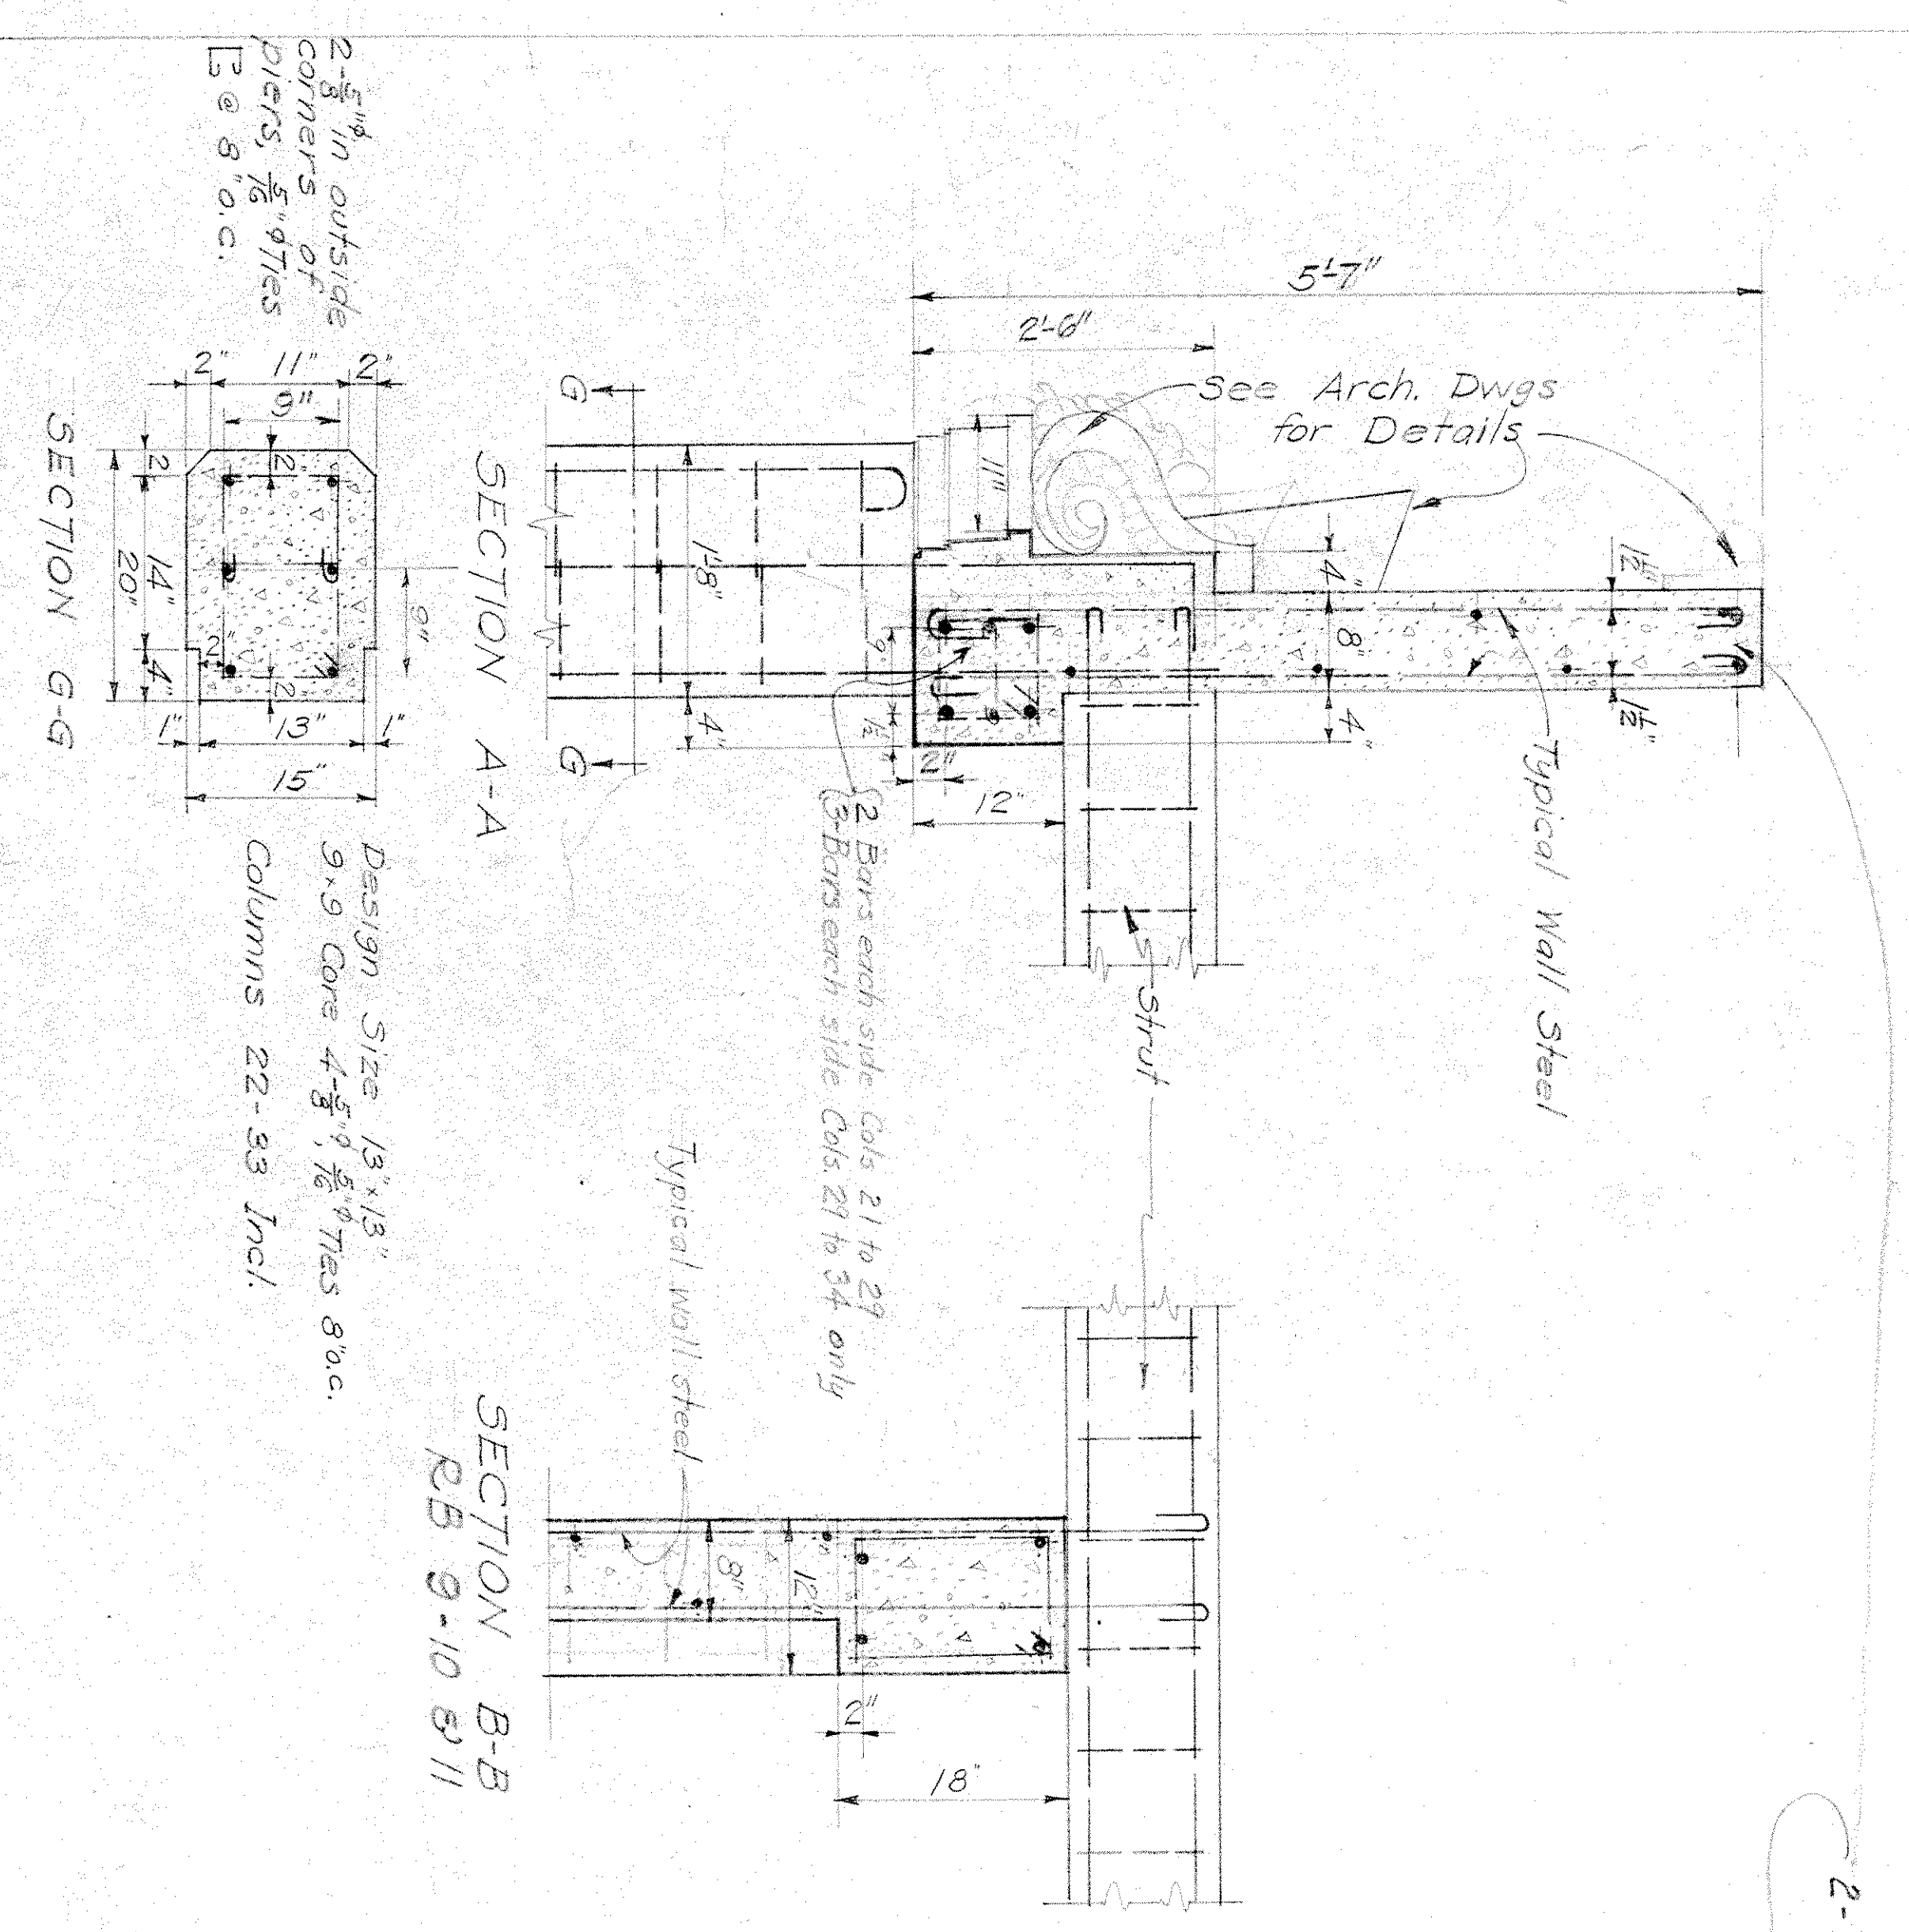 2-5/8"φ in outside
corners of
piers, 5/16"φ Ties
@ 8" o.c.
2" 11" 2"
9"
2"
2"
14"
20"
4"
2"
2"
9"
1" 13" 1"
15"
SECTION G-G
Design Size 13"x13"
9x9 Core 4-5/8"φ, 5/16"φ Ties 8"o.c.
Columns 22-33 Incl.
5'-7"
2'-6"
See Arch. Dwgs
for Details
11"
G
G
1'-8"
4"
9"
1 1/2
2"
12"
4"
8"
4"
1 1/2"
1 1/2"
SECTION A-A
Typical Wall Steel
Strut
2 Bars each side Cols 21 to 29
3-Bars each side Cols. 29 to 34 only
Typical wall steel
8"
12"
2"
18"
SECTION B-B
RB 9-10 & 11
2-